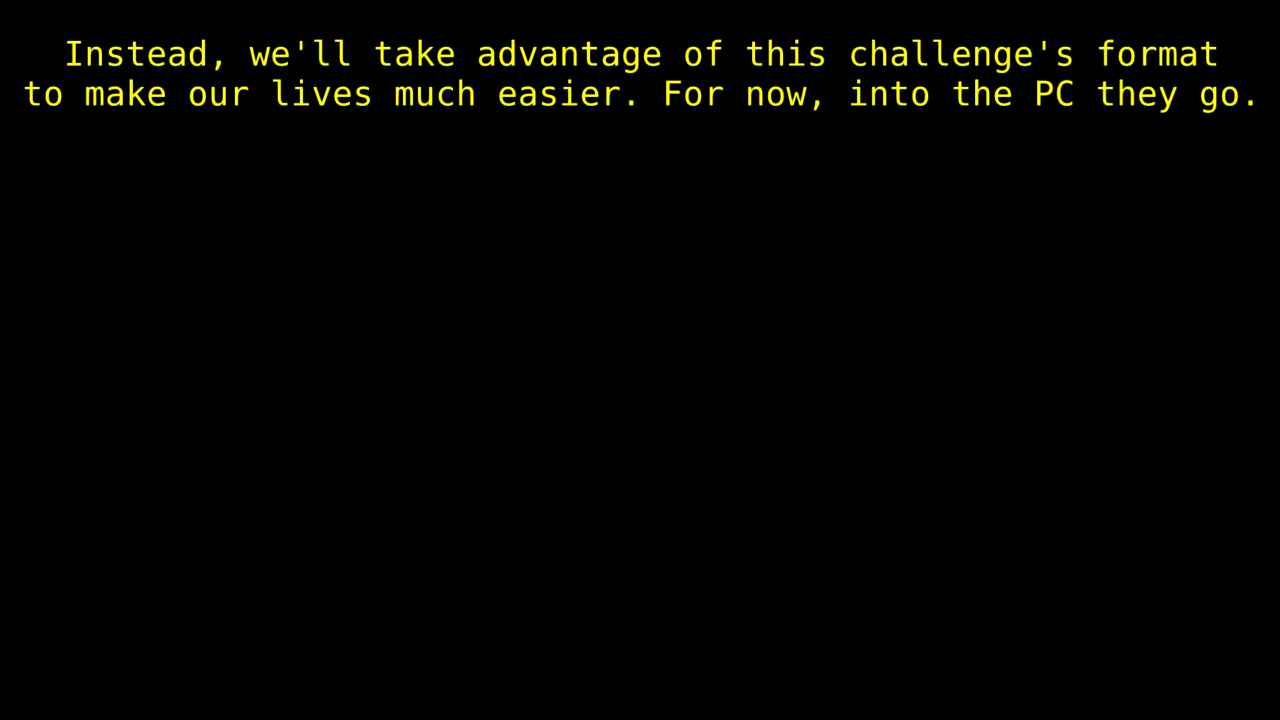 Instead, we'll take advantage of this challenge's format
to make our lives much easier. For now, into the PC they go.